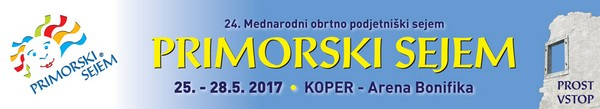 PRIMORSKI
SEJEM
24. Mednarodni obrtno podjetniški sejem
PRIMORSKI SEJEM
25. - 28.5. 2017 • KOPER - Arena Bonifika
PROST
VSTOP